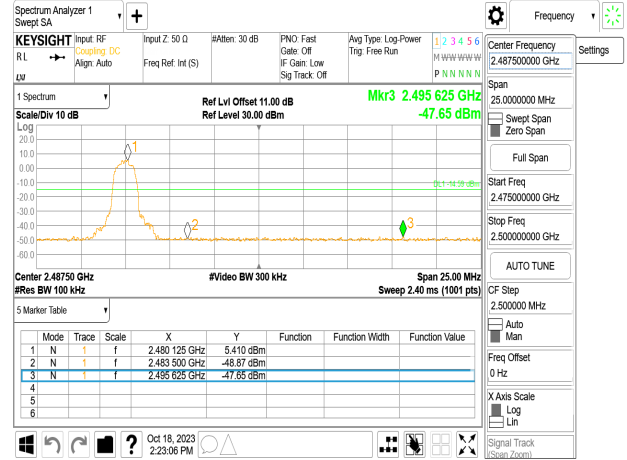 Spectrum Analyzer 1
Swept SA
Frequency
Settings
KEYSIGHT
Input: RF
Input Z: 50 Ω
#Atten: 30 dB
PNO: Fast
Avg Type: Log-Power
1 2 3 4 5 6
R L
Coupling: DC
Gate: Off
Trig: Free Run
Align: Auto
Freq Ref: Int (S)
IF Gain: Low
M W W W W W
Sig Track: Off
P N N N N N
1 Spectrum
Ref Lvl Offset 11.00 dB
Mkr3 2.495 625 GHz
Scale/Div 10 dB
Ref Level 30.00 dBm
-47.65 dBm
Log
20.0
10.0
0.00
-10.0
-20.0
-30.0
-40.0
-50.0
-60.0
1
2
3
Center 2.48750 GHz
#Video BW 300 kHz
Span 25.00 MHz
#Res BW 100 kHz
Sweep 2.40 ms (1001 pts)
5 Marker Table
Mode Trace Scale X Y Function Function Width Function Value
1 N 1 f 2.480 125 GHz 5.410 dBm
2 N 1 f 2.483 500 GHz -48.87 dBm
3 N 1 f 2.495 625 GHz -47.65 dBm
4
5
6
Oct 18, 2023
2:23:06 PM
Center Frequency
2.487500000 GHz
Span
25.0000000 MHz
Swept Span
Zero Span
Full Span
Start Freq
2.475000000 GHz
Stop Freq
2.500000000 GHz
AUTO TUNE
CF Step
2.500000 MHz
Auto
Man
Freq Offset
0 Hz
X Axis Scale
Log
Lin
Signal Track
(Span Zoom)